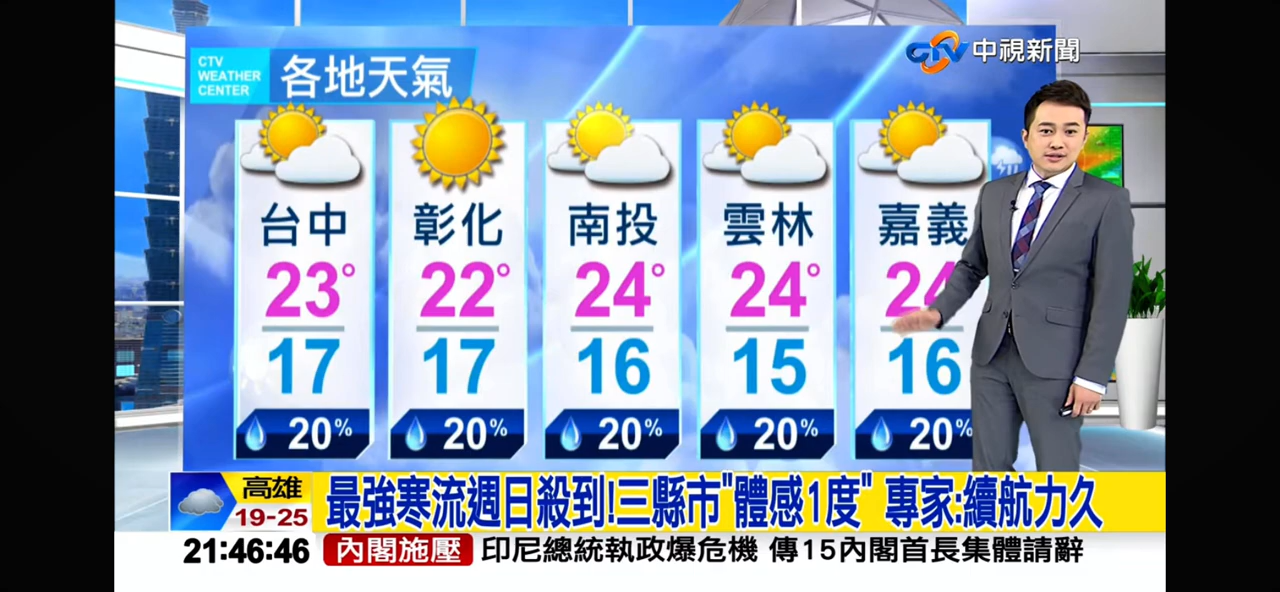 CTV
WEATHER
CENTER
各地天氣
CTV 中視新聞
台中
彰化
南投
雲林
嘉義
23°
22°
24°
24°
24
17
17
16
15
16
20%
20%
20%
20%
20%
高雄
19-25
最強寒流週日殺到!三縣市"體感1度" 專家:續航力久
21:46:46
內閣施壓
印尼總統執政爆危機 傳15內閣首長集體請辭